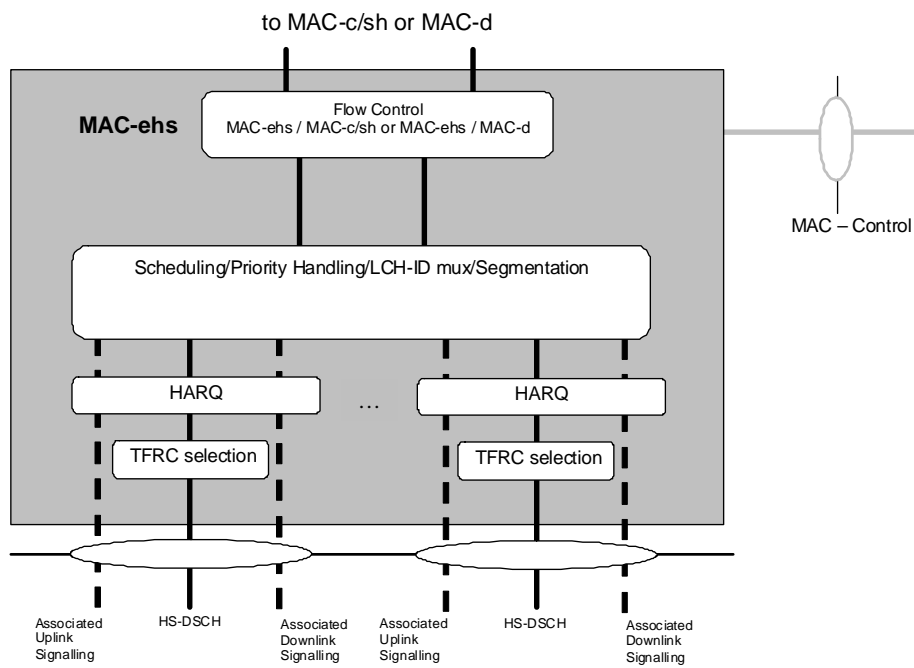 to MAC-c/sh or MAC-d
MAC-ehs
Flow Control
MAC-ehs / MAC-c/sh or MAC-ehs / MAC-d
MAC – Control
Scheduling/Priority Handling/LCH-ID mux/Segmentation
HARQ
...
HARQ
TFRC selection
TFRC selection
Associated
Uplink
Signalling
HS-DSCH
Associated
Downlink
Signalling
Associated
Uplink
Signalling
HS-DSCH
Associated
Downlink
Signalling